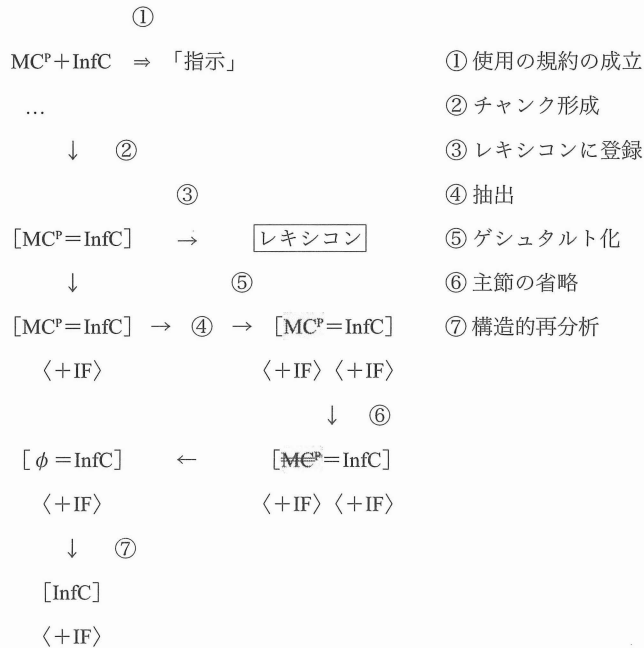 ①
MCᴾ+InfC ⇒ 「指示」 ①使用の規約の成立
… ②チャンク形成
↓ ② ③レキシコンに登録
③ ④抽出
[MCᴾ=InfC] → レキシコン ⑤ゲシュタルト化
↓ ⑤ ⑥主節の省略
[MCᴾ=InfC] → ④ → [MCᴾ=InfC] ⑦構造的再分析
〈+IF〉 〈+IF〉〈+IF〉
↓ ⑥
[ϕ=InfC] ← [MCᴾ=InfC]
〈+IF〉 〈+IF〉〈+IF〉
↓ ⑦
[InfC]
〈+IF〉